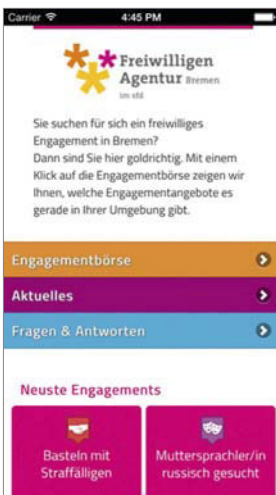 Carrier 4:45 PM
Freiwilligen
Agentur Bremen
im sfd
Sie suchen für sich ein freiwilliges
Engagement in Bremen?
Dann sind Sie hier goldrichtig. Mit einem
Klick auf die Engagementbörse zeigen wir
Ihnen, welche Engagementangebote es
gerade in Ihrer Umgebung gibt.
Engagementbörse
Aktuelles
Fragen & Antworten
Neuste Engagements
Basteln mit
Straffälligen
Muttersprachler/in
russisch gesucht